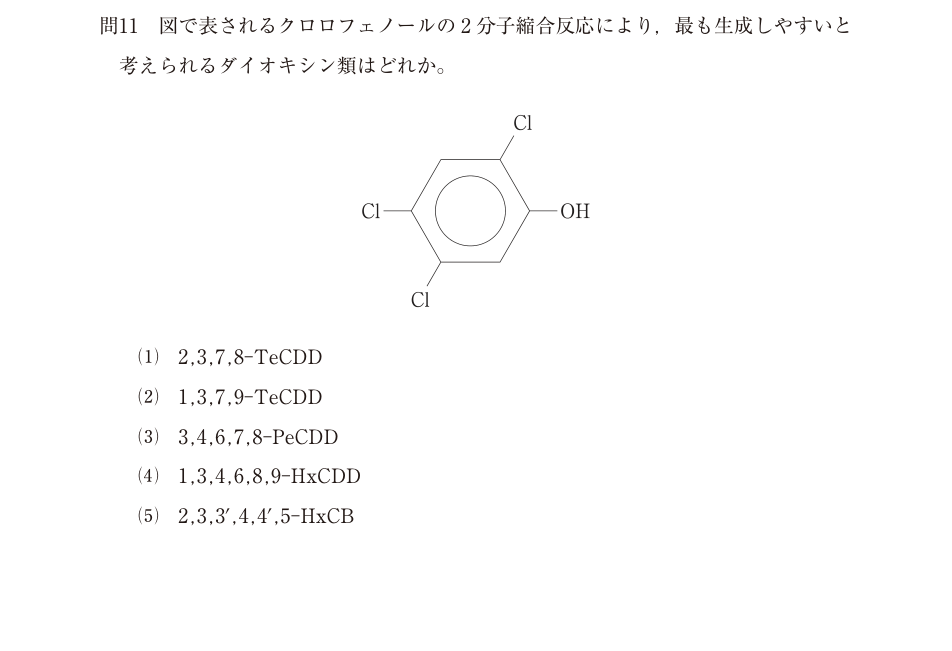 問11　図で表されるクロロフェノールの２分子縮合反応により，最も生成しやすいと
考えられるダイオキシン類はどれか。
Cl
Cl
OH
Cl
⑴　2,3,7,8-TeCDD
⑵　1,3,7,9-TeCDD
⑶　3,4,6,7,8-PeCDD
⑷　1,3,4,6,8,9-HxCDD
⑸　2,3,3′,4,4′,5-HxCB